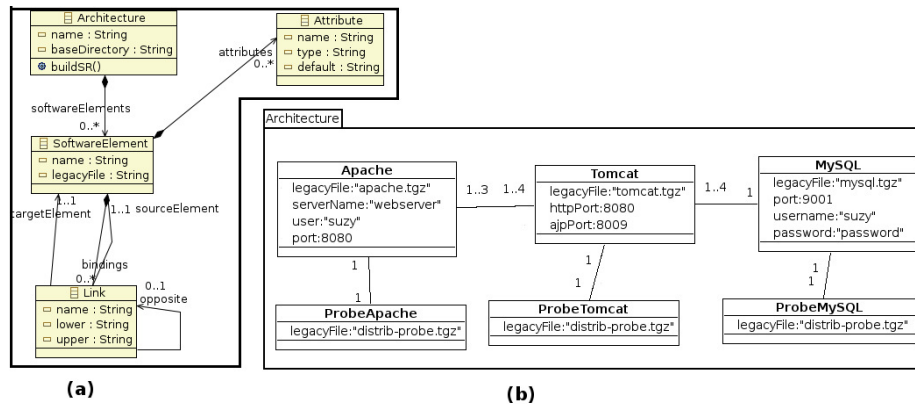 Architecture
name : String
baseDirectory : String
buildSR()
Attribute
name : String
type : String
default : String
attributes
0..*
softwareElements
0..*
SoftwareElement
name : String
legacyFile : String
1..1
targetElement
1..1
sourceElement
bindings
0..*
0..1
opposite
Link
name : String
lower : String
upper : String
(a)
Architecture
Apache
legacyFile:"apache.tgz"
serverName="webserver"
user:"suzy"
port:8080
1..3
1..4
Tomcat
legacyFile:"tomcat.tgz"
httpPort:8080
ajpPort:8009
1..4
1
MySQL
legacyFile:"mysql.tgz"
port:9001
username:"suzy"
password:"password"
1
1
ProbeApache
legacyFile:"distrib-probe.tgz"
1
1
ProbeTomcat
legacyFile:"distrib-probe.tgz"
1
1
ProbeMySQL
legacyFile:"distrib-probe.tgz"
(b)